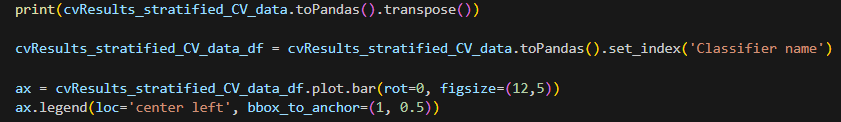 print(cvResults_stratified_CV_data.toPandas().transpose())
cvResults_stratified_CV_data_df = cvResults_stratified_CV_data.toPandas().set_index('Classifier name')
ax = cvResults_stratified_CV_data_df.plot.bar(rot=0, figsize=(12,5))
ax.legend(loc='center left', bbox_to_anchor=(1, 0.5))